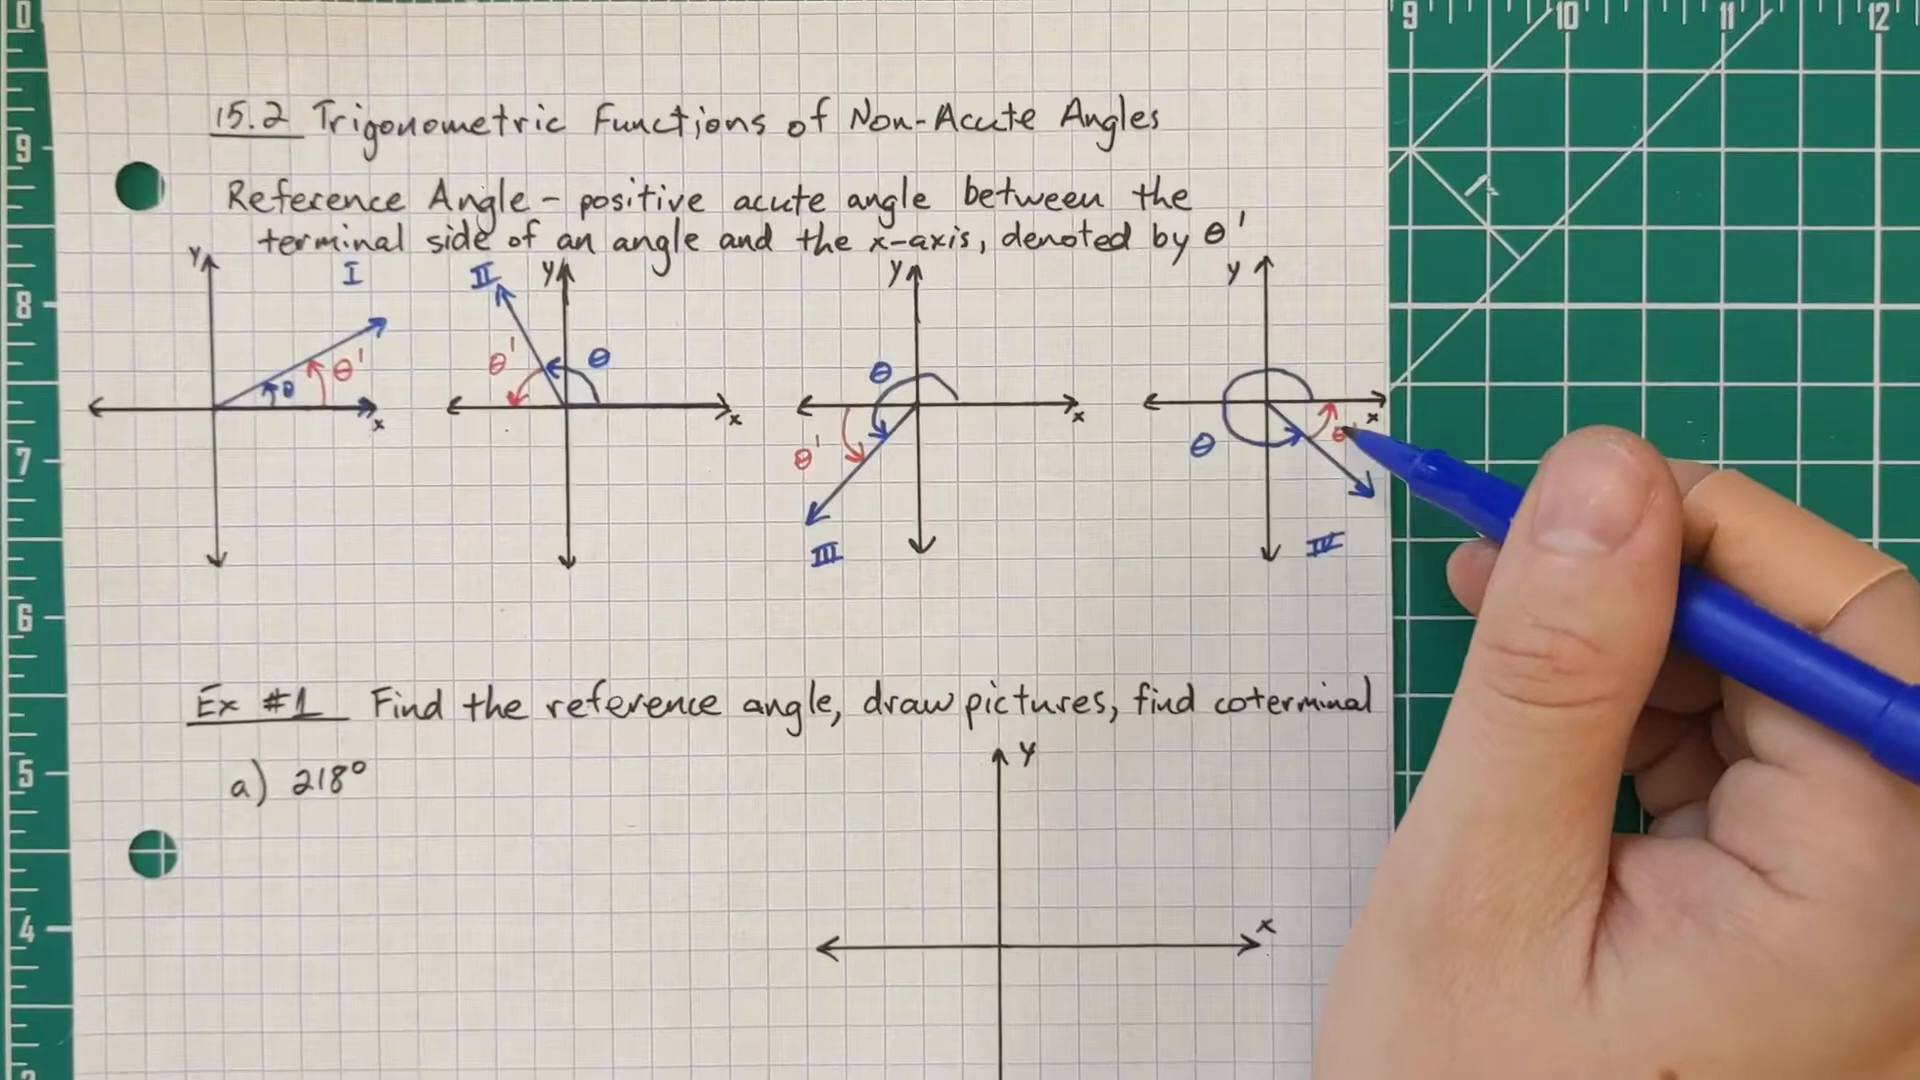 15.2 Trigonometric Functions of Non-Acute Angles
Reference Angle - positive acute angle between the
terminal side of an angle and the x-axis, denoted by θ'
y I
θ θ'
x
II y
θ' θ
x
y
θ
x
θ'
III
y
x
θ θ
IV
Ex #1 Find the reference angle, draw pictures, find coterminal
a) 218°
y
x
0
9
8
7
6
5
4
9 10 11 12